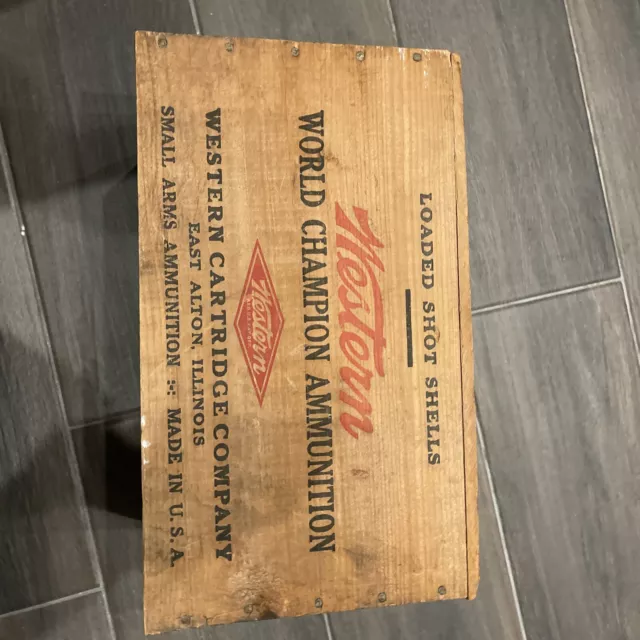 LOADED SHOT SHELLS
Western
WORLD CHAMPION AMMUNITION
Western
WESTERN CARTRIDGE COMPANY
EAST ALTON, ILLINOIS
SMALL ARMS AMMUNITION :-: MADE IN U.S.A.